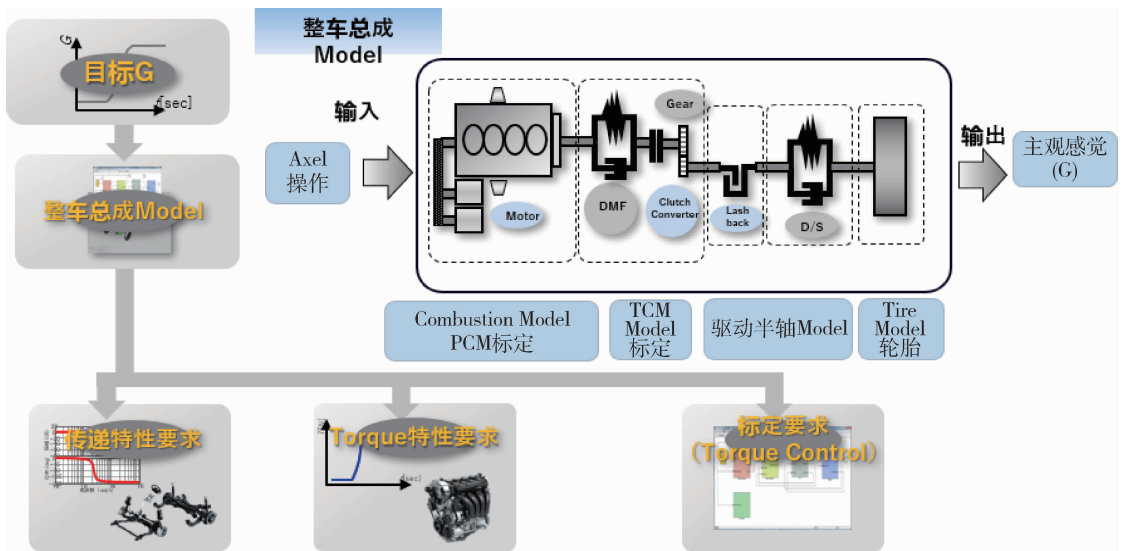 G
目标G
t[sec]
整车总成Model
整车总成
Model
输入
Axel
操作
Motor
DMF
Gear
Clutch
Converter
Lash
back
D/S
输出
主观感觉
(G)
Combustion Model
PCM标定
TCM
Model
标定
驱动半轴Model
Tire
Model
轮胎
传递特性要求
Torque特性要求
t[sec]
标定要求
（Torque Control）